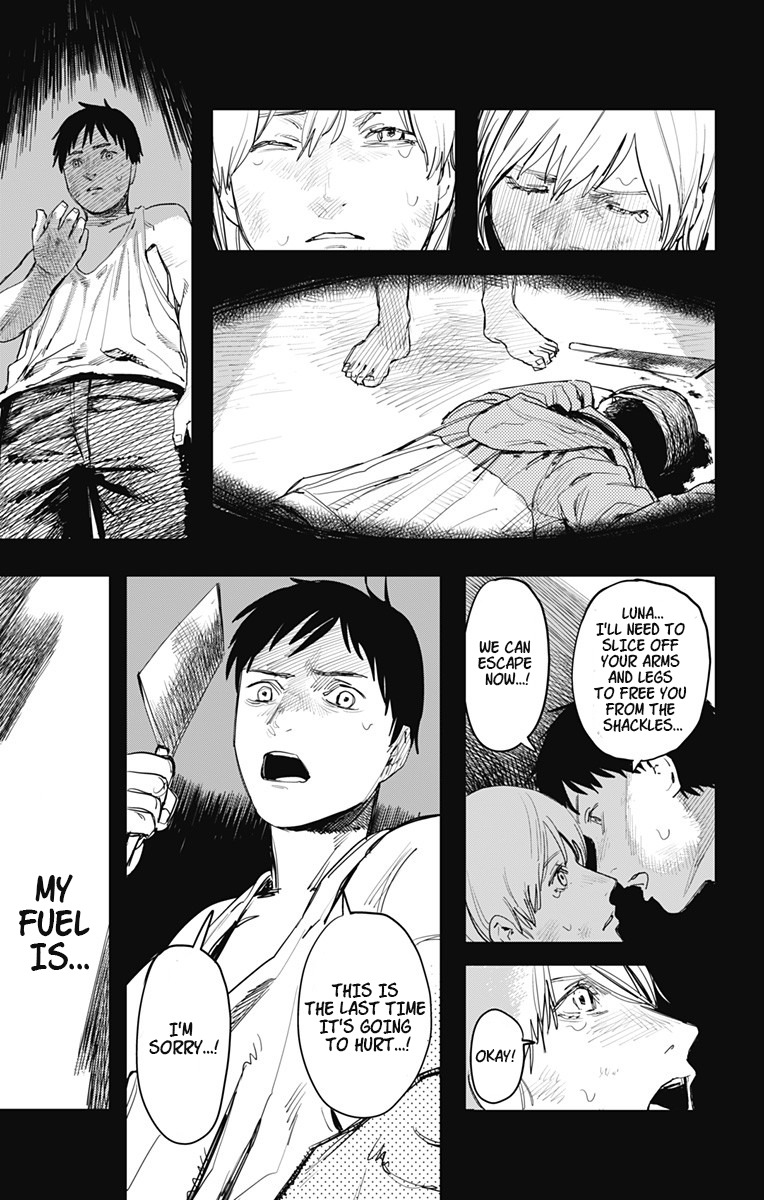 LUNA...
I'LL NEED TO
SLICE OFF
YOUR ARMS
AND LEGS
TO FREE YOU
FROM THE
SHACKLES...
WE CAN
ESCAPE
NOW...!
OKAY!
THIS IS
THE LAST TIME
IT'S GOING
TO HURT...!
I'M
SORRY...!
MY
FUEL
IS...